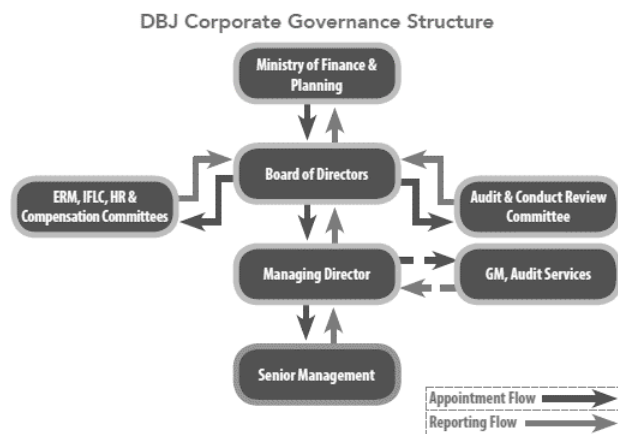 DBJ Corporate Governance Structure
Ministry of Finance &
Planning
Board of Directors
ERM, IFLC, HR &
Compensation Committees
Audit & Conduct Review
Committee
Managing Director
GM, Audit Services
Senior Management
Appointment Flow
Reporting Flow